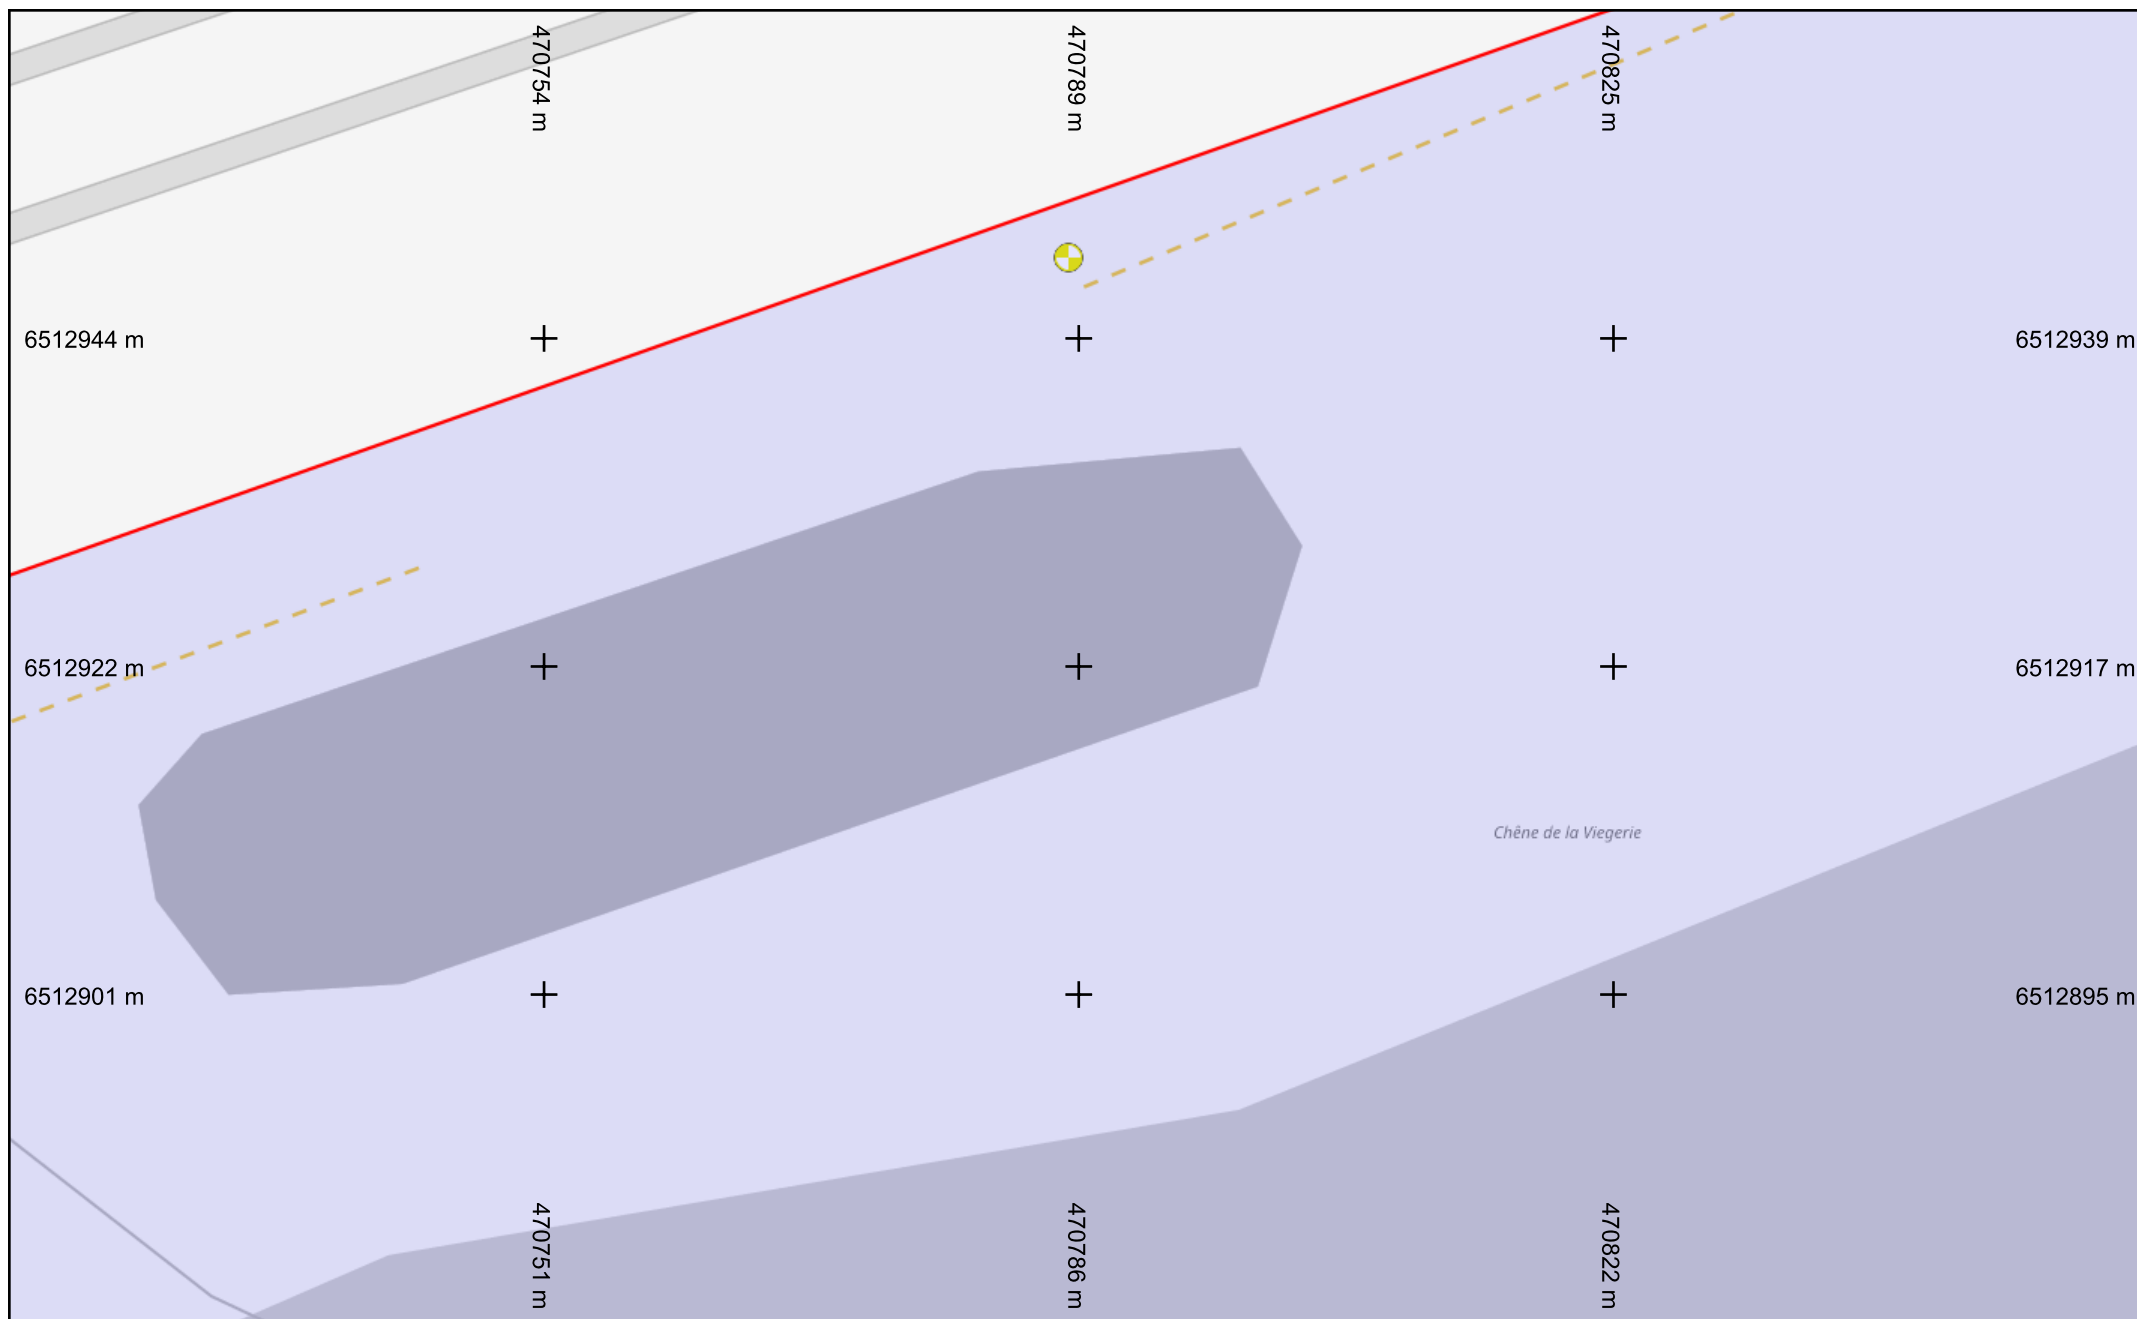 470754 m
470789 m
470825 m
6512944 m
6512939 m
6512922 m
6512917 m
Chêne de la Viegerie
6512901 m
6512895 m
470751 m
470786 m
470822 m